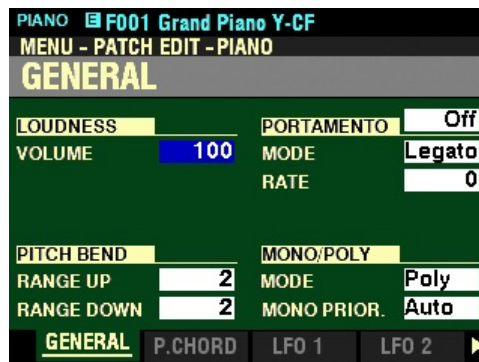 PIANO E F001 Grand Piano Y-CF
MENU - PATCH EDIT - PIANO
GENERAL
LOUDNESS
VOLUME 100
PORTAMENTO Off
MODE Legato
RATE 0
PITCH BEND
RANGE UP 2
RANGE DOWN 2
MONO/POLY
MODE Poly
MONO PRIOR. Auto
GENERAL P.CHORD LFO 1 LFO 2